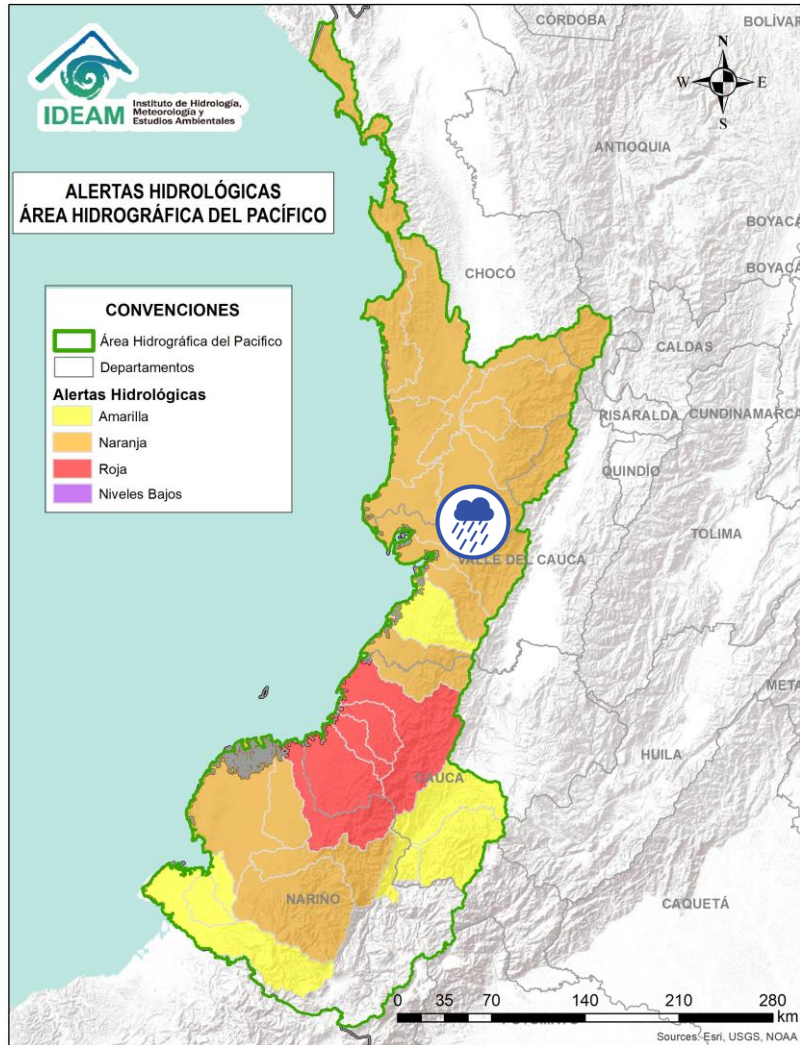 CÓRDOBA
BOLÍVAR
IDEAM
Instituto de Hidrología,
Meteorología y
Estudios Ambientales
N
W
E
S
ANTIOQUIA
ALERTAS HIDROLÓGICAS
ÁREA HIDROGRÁFICA DEL PACÍFICO
BOYACÁ
BOYACÁ
CHOCÓ
CONVENCIONES
Área Hidrográfica del Pacifico
Departamentos
Alertas Hidrológicas
Amarilla
Naranja
Roja
Niveles Bajos
CALDAS
RISARALDA
CUNDINAMARCA
QUINDÍO
TOLIMA
VALLE DEL CAUCA
META
HUILA
CAUCA
NARIÑO
CAQUETÁ
0 35 70 140 210 280
km
Sources: Esri, USGS, NOAA